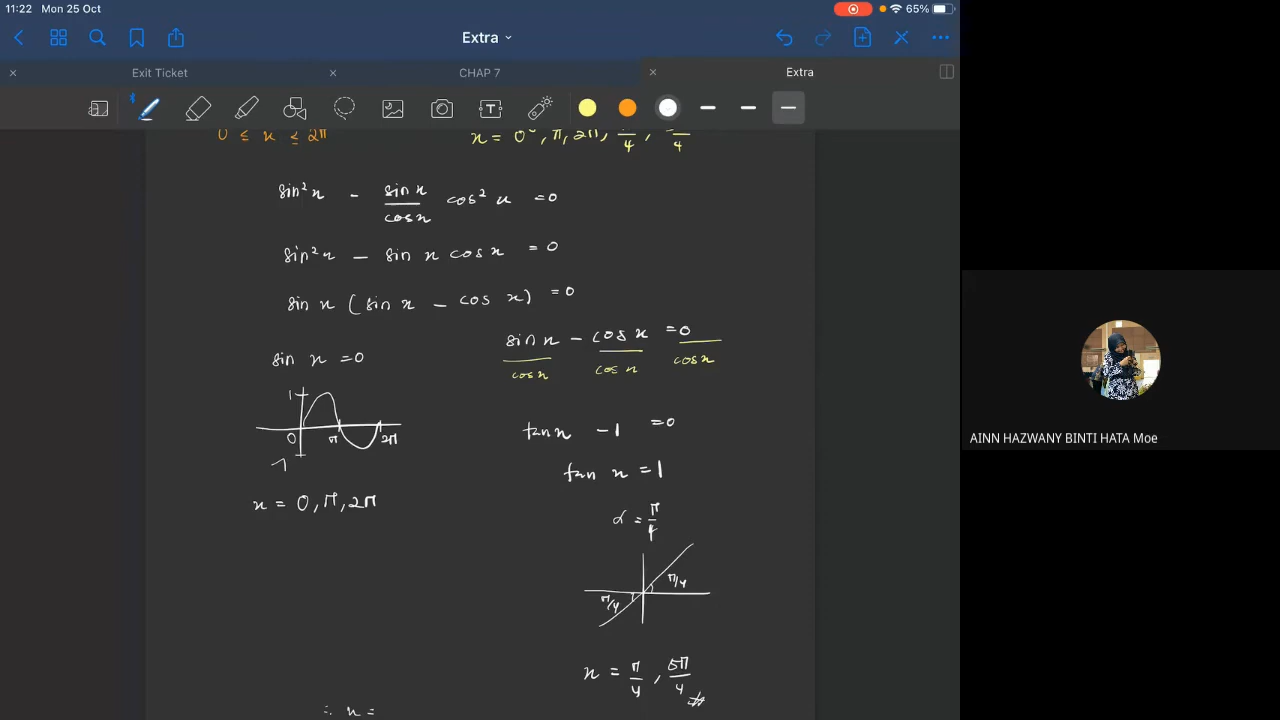 11:22 Mon 25 Oct
65%
Extra
Exit Ticket
CHAP 7
Extra
T
0 ≤ x ≤ 2π
x = 0°, π, 2π, π/4, 5π/4
sin²x - sin x/cos x cos²x = 0
sin²x - sin x cos x = 0
sin x (sin x - cos x) = 0
sin x - cos x = 0
cos x cos x cos x
sin x = 0
1
0 π 2π
-1
tan x - 1 = 0
tan x = 1
x = 0, π, 2π
α = π/4
π/4
π/4
x = π/4, 5π/4
∴ x =
AINN HAZWANY BINTI HATA Moe